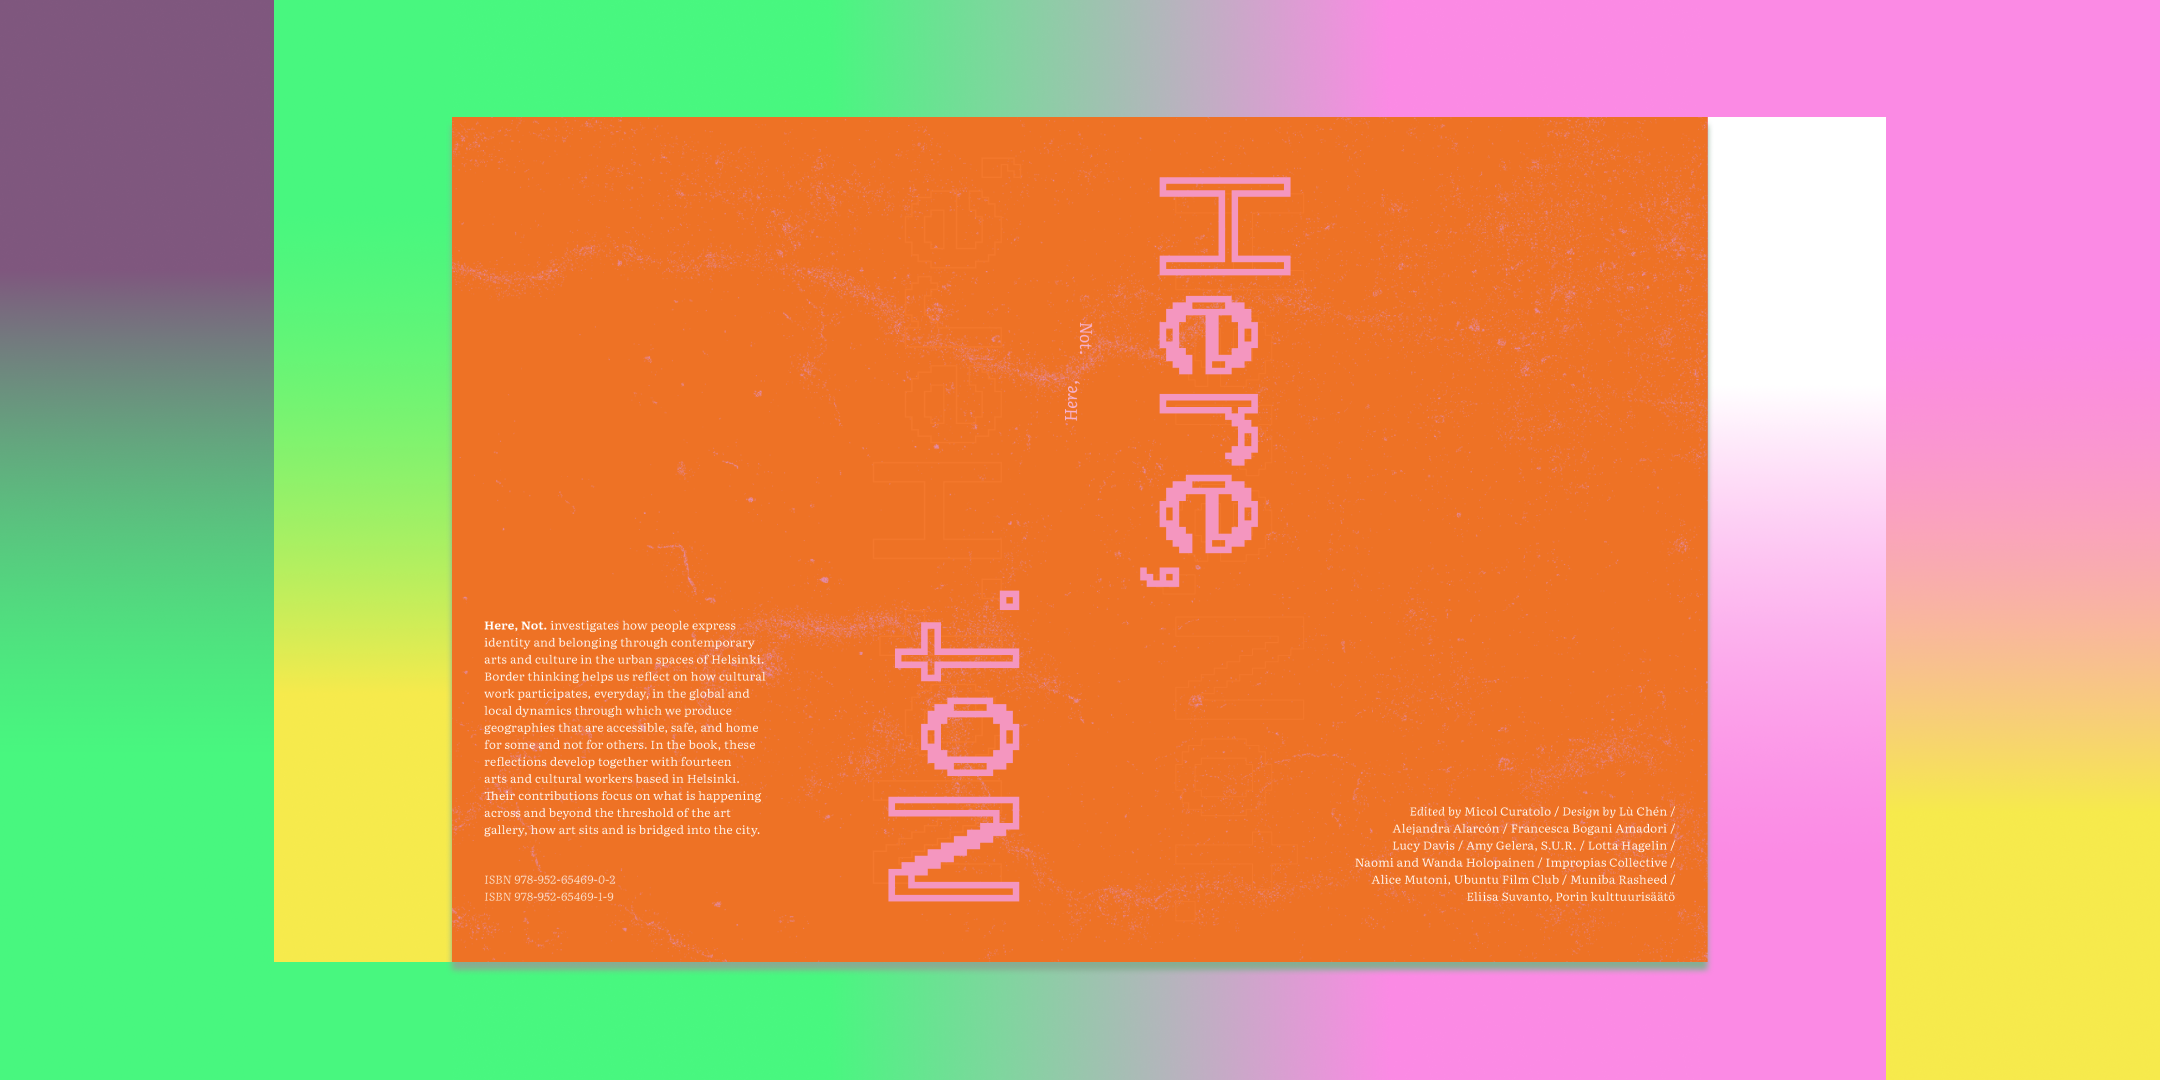 Here,
Not.
Not.
Here,
Here, Not. investigates how people express
identity and belonging through contemporary
arts and culture in the urban spaces of Helsinki.
Border thinking helps us reflect on how cultural
work participates, everyday, in the global and
local dynamics through which we produce
geographies that are accessible, safe, and home
for some and not for others. In the book, these
reflections develop together with fourteen
arts and cultural workers based in Helsinki.
Their contributions focus on what is happening
across and beyond the threshold of the art
gallery, how art sits and is bridged into the city.
ISBN 978-952-65469-0-2
ISBN 978-952-65469-1-9
Edited by Micol Curatolo / Design by Lù Chén /
Alejandra Alarcón / Francesca Bogani Amadori /
Lucy Davis / Amy Gelera, S.U.R. / Lotta Hagelin /
Naomi and Wanda Holopainen / Impropias Collective /
Alice Mutoni, Ubuntu Film Club / Muniba Rasheed /
Eliisa Suvanto, Porin kulttuurisäätö